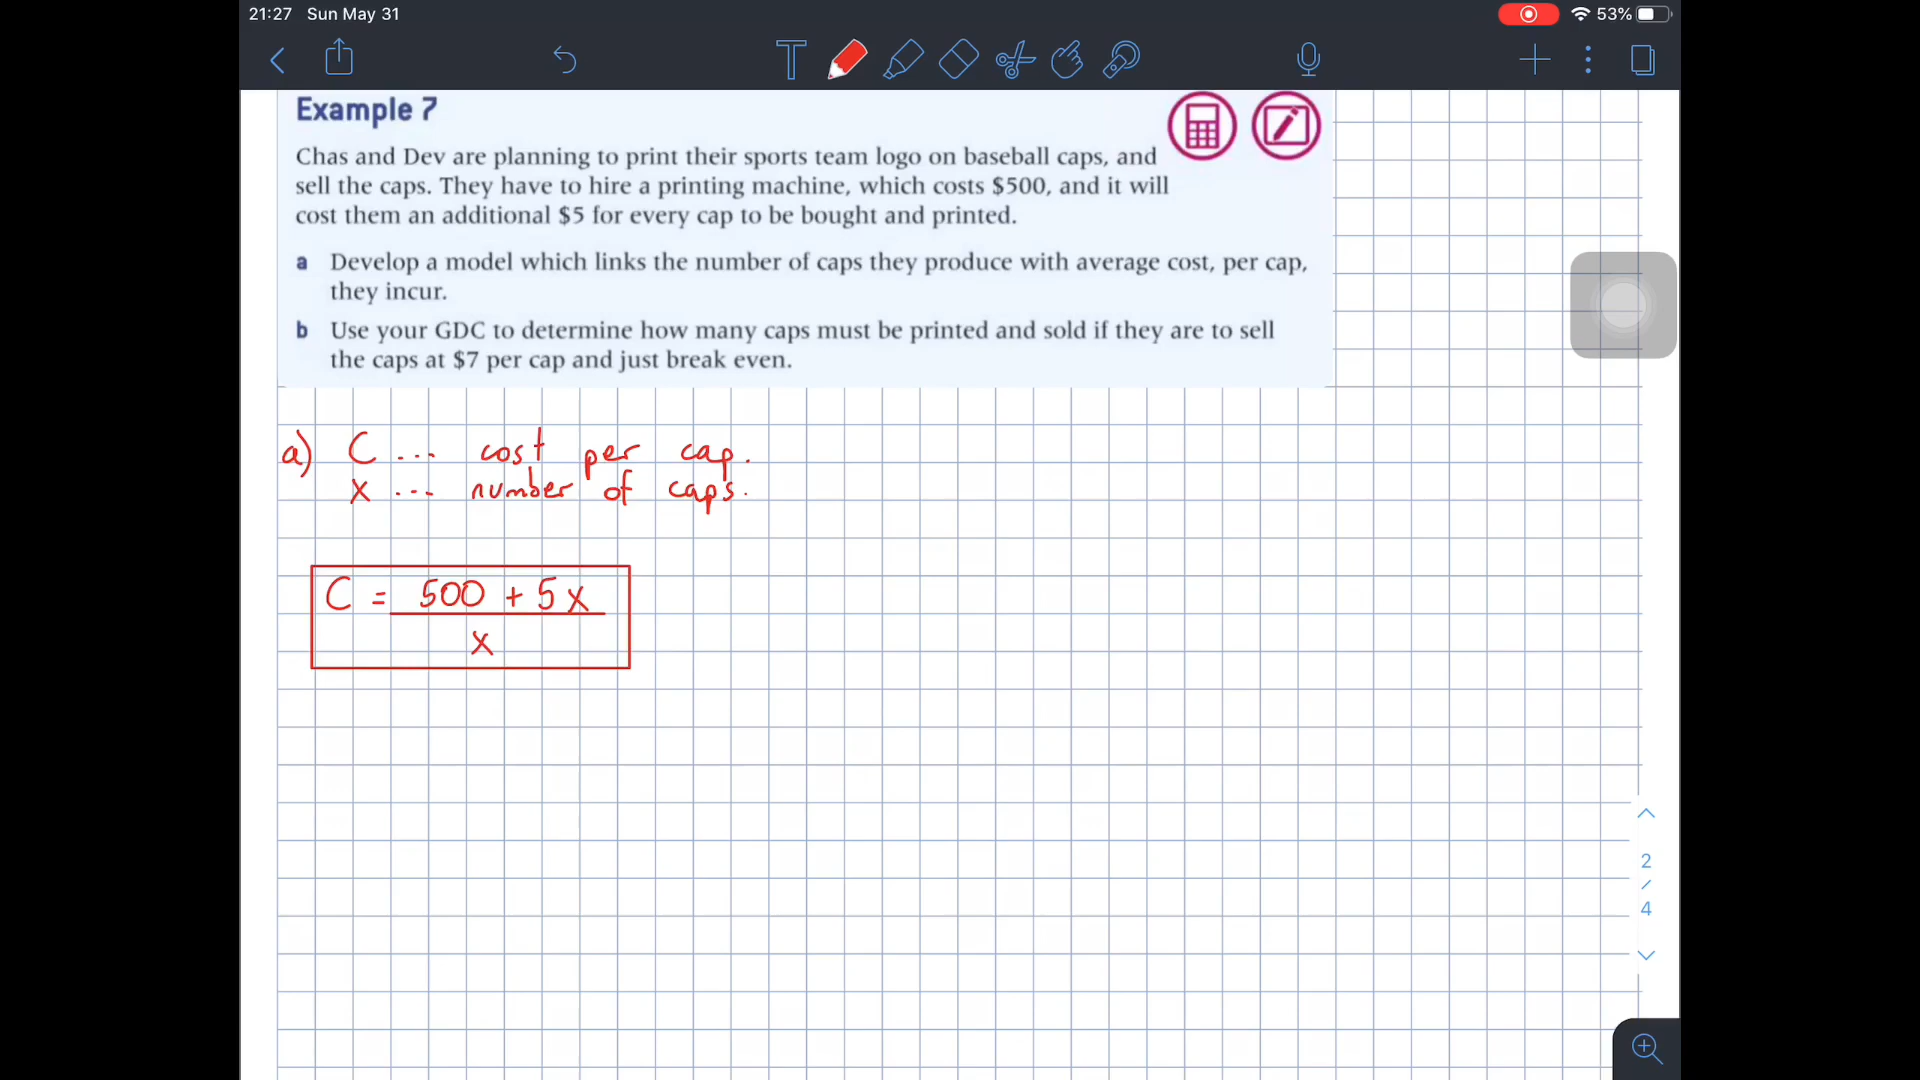 21:27 Sun May 31
53%
Example 7
Chas and Dev are planning to print their sports team logo on baseball caps, and
sell the caps. They have to hire a printing machine, which costs $500, and it will
cost them an additional $5 for every cap to be bought and printed.
a Develop a model which links the number of caps they produce with average cost, per cap,
they incur.
b Use your GDC to determine how many caps must be printed and sold if they are to sell
the caps at $7 per cap and just break even.
a) C ... cost per cap.
x ... number of caps.
C = 500 + 5x
x
2
/
4